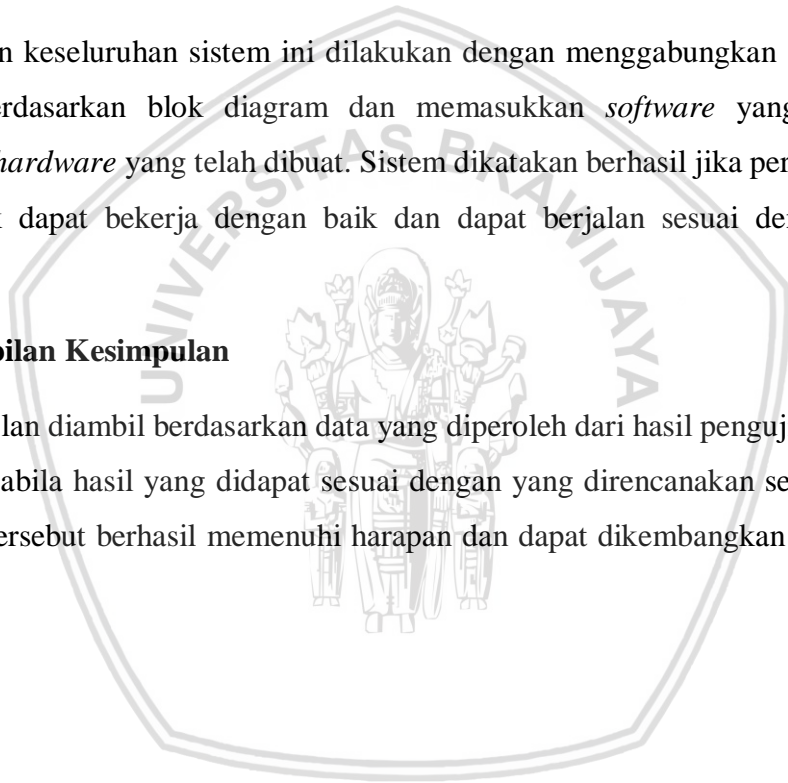 n keseluruhan sistem ini dilakukan dengan menggabungkan
erdasarkan blok diagram dan memasukkan software yang
hardware yang telah dibuat. Sistem dikatakan berhasil jika per
dapat bekerja dengan baik dan dapat berjalan sesuai de
bilan Kesimpulan
lan diambil berdasarkan data yang diperoleh dari hasil penguj
abila hasil yang didapat sesuai dengan yang direncanakan se
ersebut berhasil memenuhi harapan dan dapat dikembangkan
UNIVERSITAS BRAWIJAYA